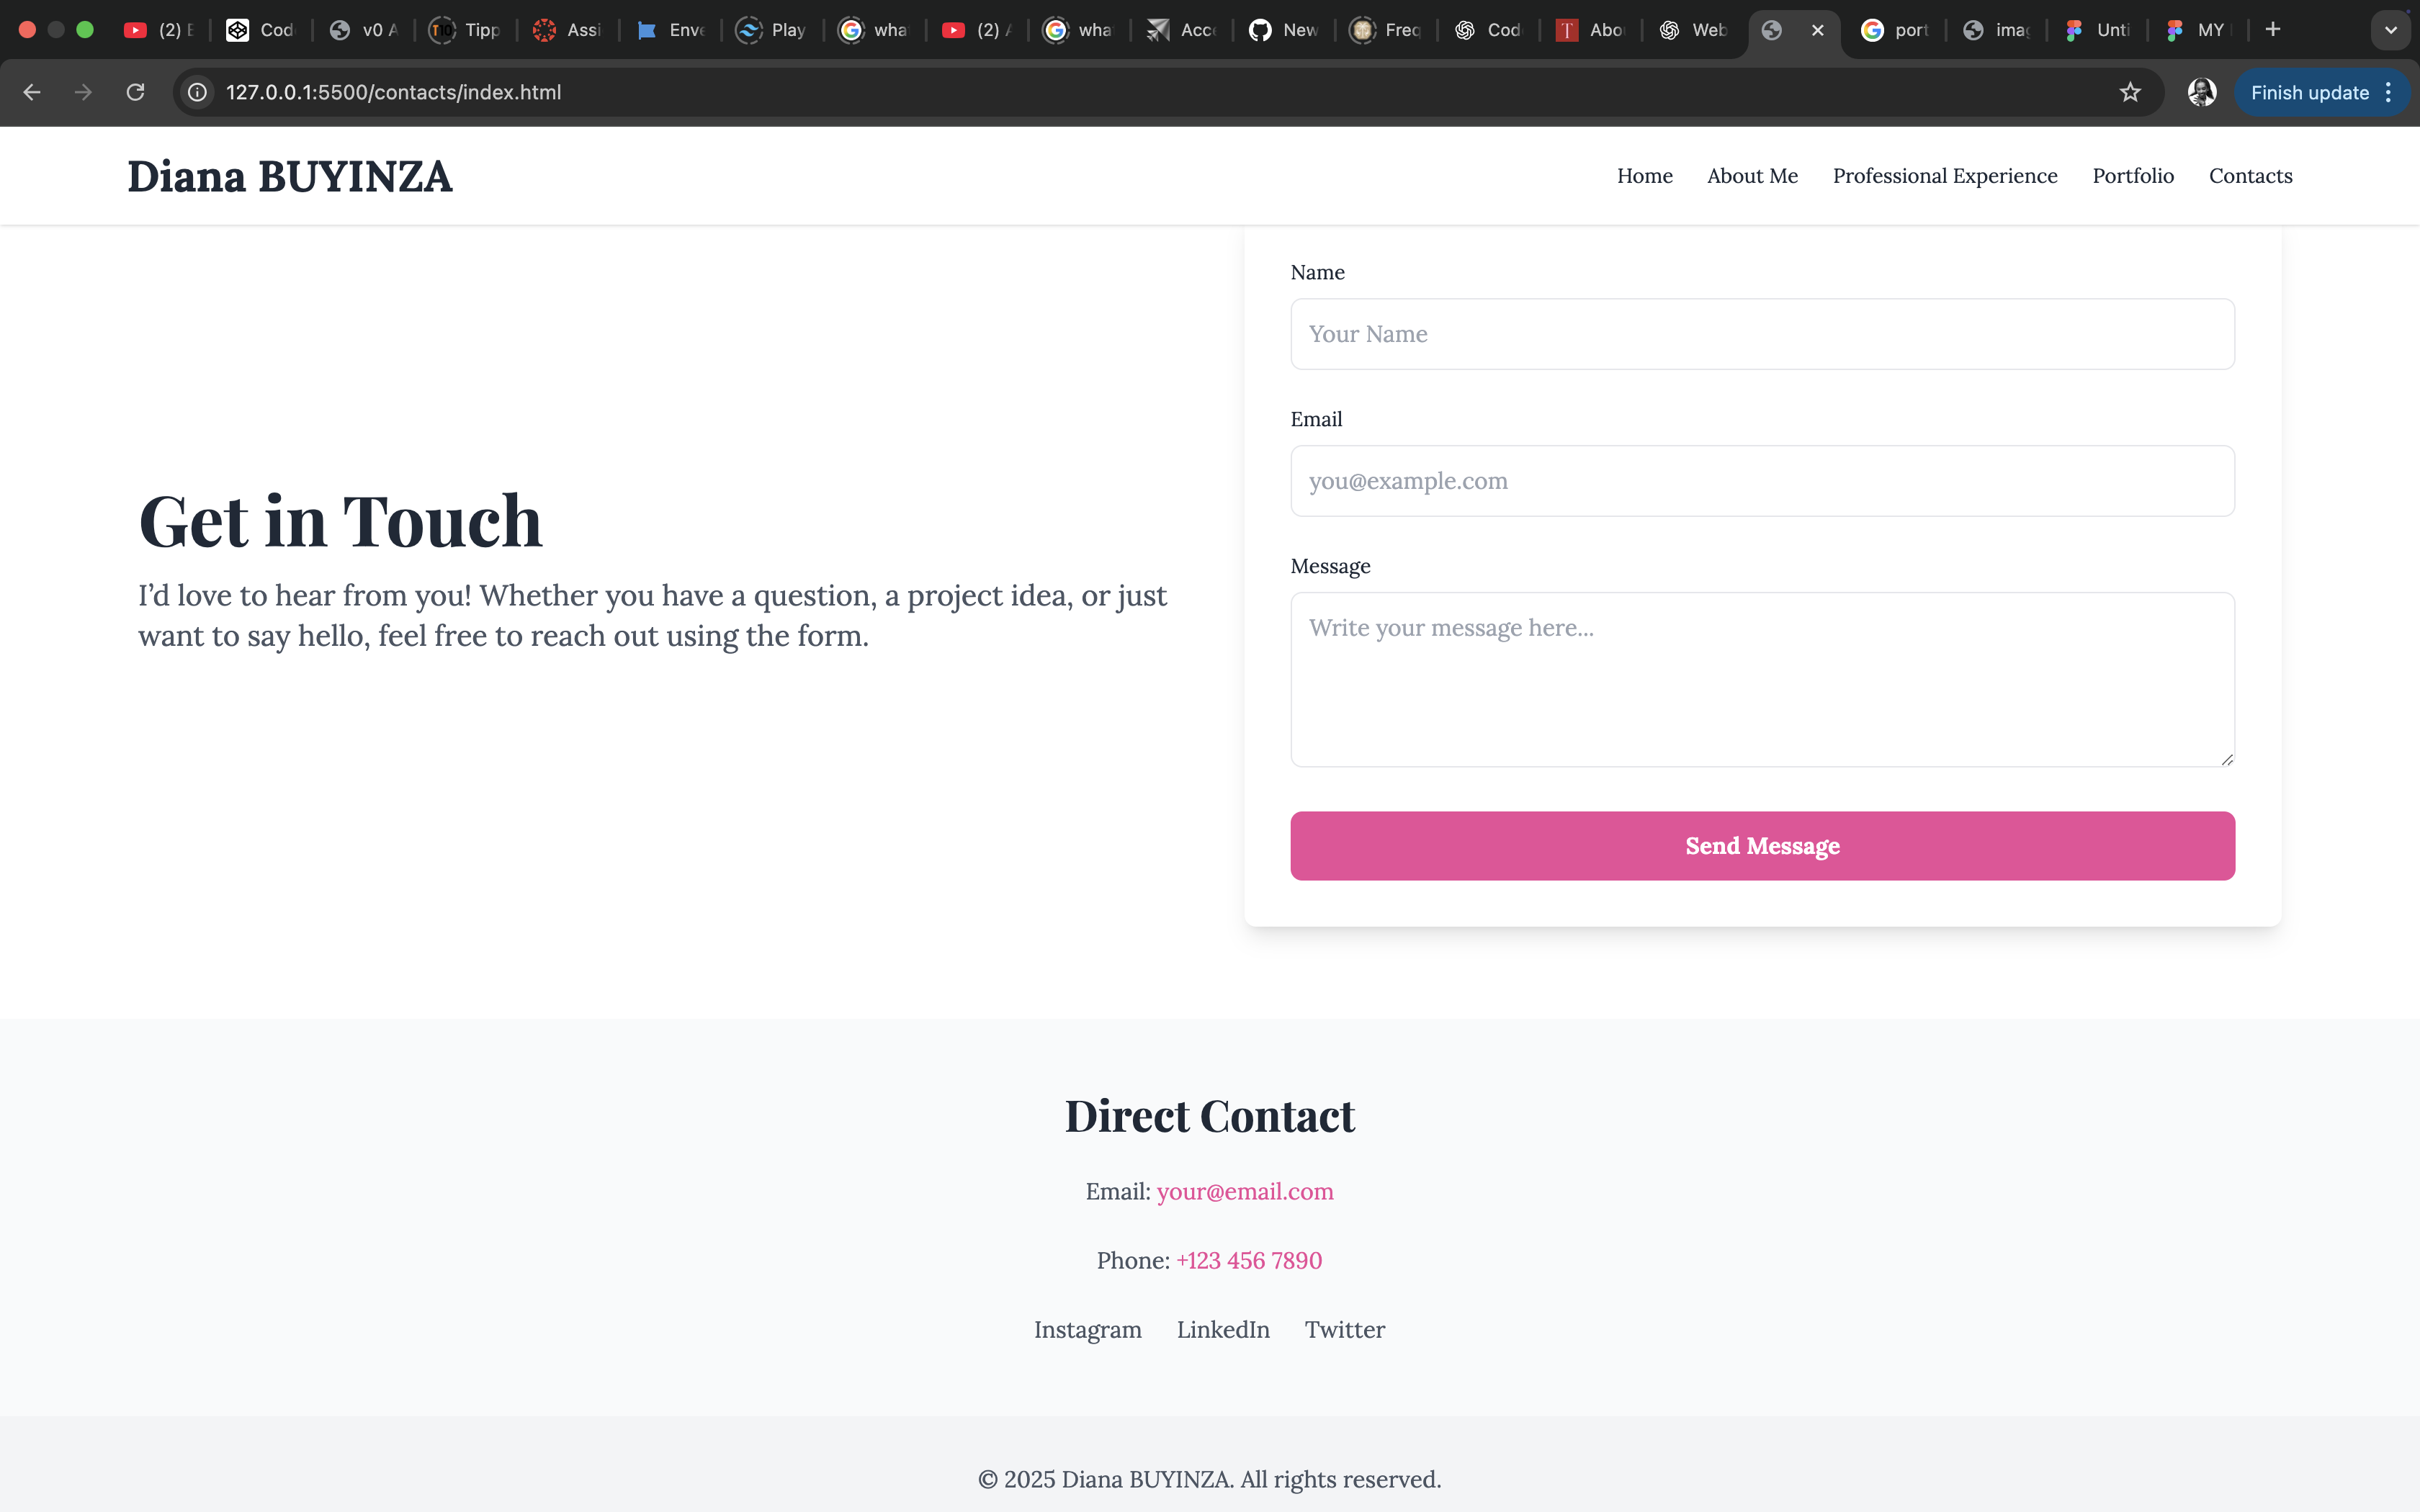 (2)
Cod
v0 A
Tipp
Assi
Enve
Play
wha
(2)
wha
Acce
New
Freq
Cod
Abo
Web
port
imag
Unti
MY
127.0.0.1:5500/contacts/index.html
Finish update
Diana BUYINZA
Home
About Me
Professional Experience
Portfolio
Contacts
Get in Touch
I’d love to hear from you! Whether you have a question, a project idea, or just
want to say hello, feel free to reach out using the form.
Name
Your Name
Email
you@example.com
Message
Write your message here...
Send Message
Direct Contact
Email: your@email.com
Phone: +123 456 7890
Instagram
LinkedIn
Twitter
© 2025 Diana BUYINZA. All rights reserved.